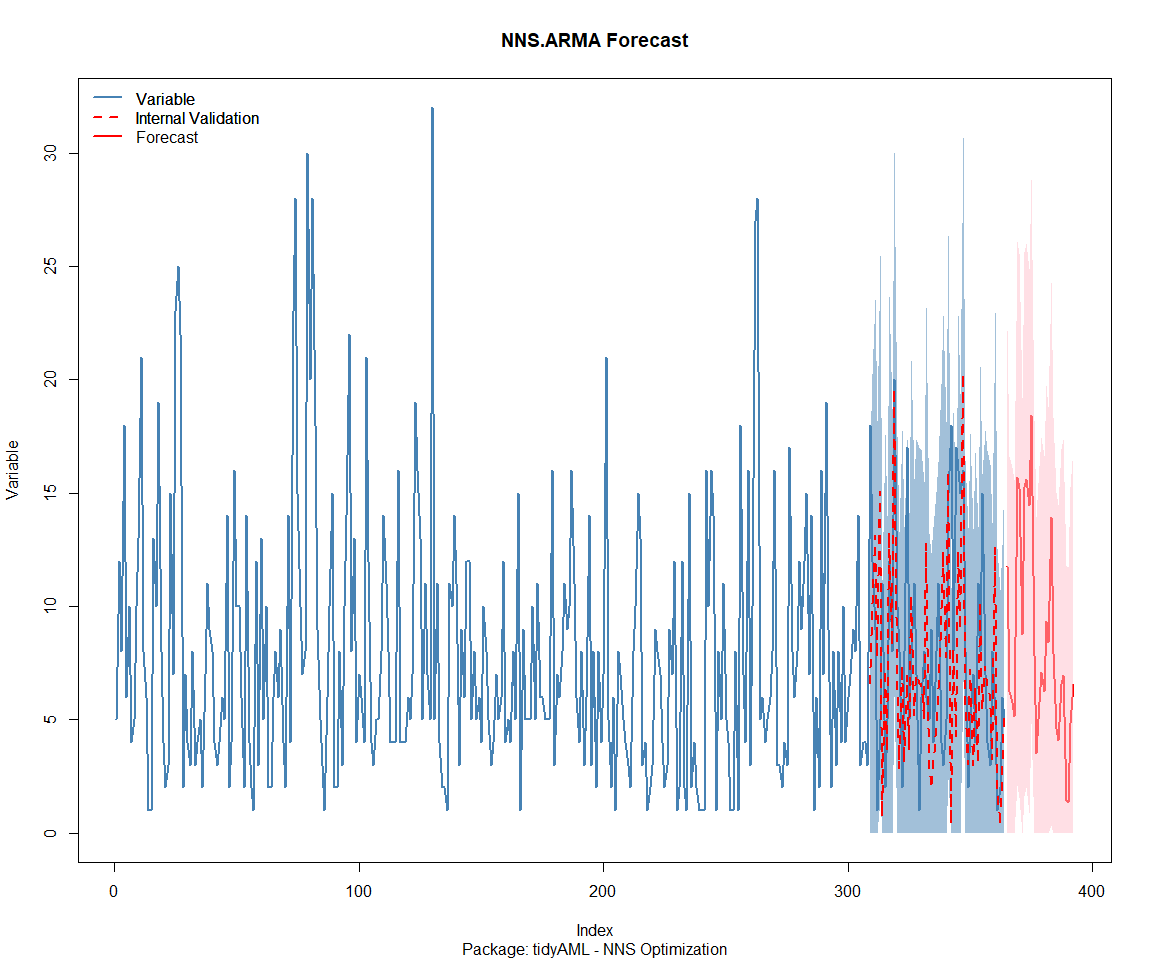 NNS.ARMA Forecast
Variable
Internal Validation
Forecast
Variable
30
25
20
15
10
5
0
0 100 200 300 400
Index
Package: tidyAML - NNS Optimization